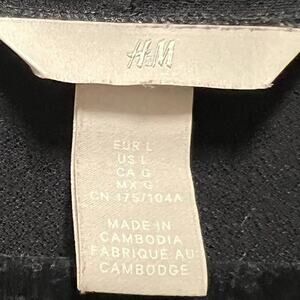 H&M
EUR L
US L
CA G
MX G
CN 175/104A
MADE IN
CAMBODIA
FABRIQUÉ AU
CAMBODGE